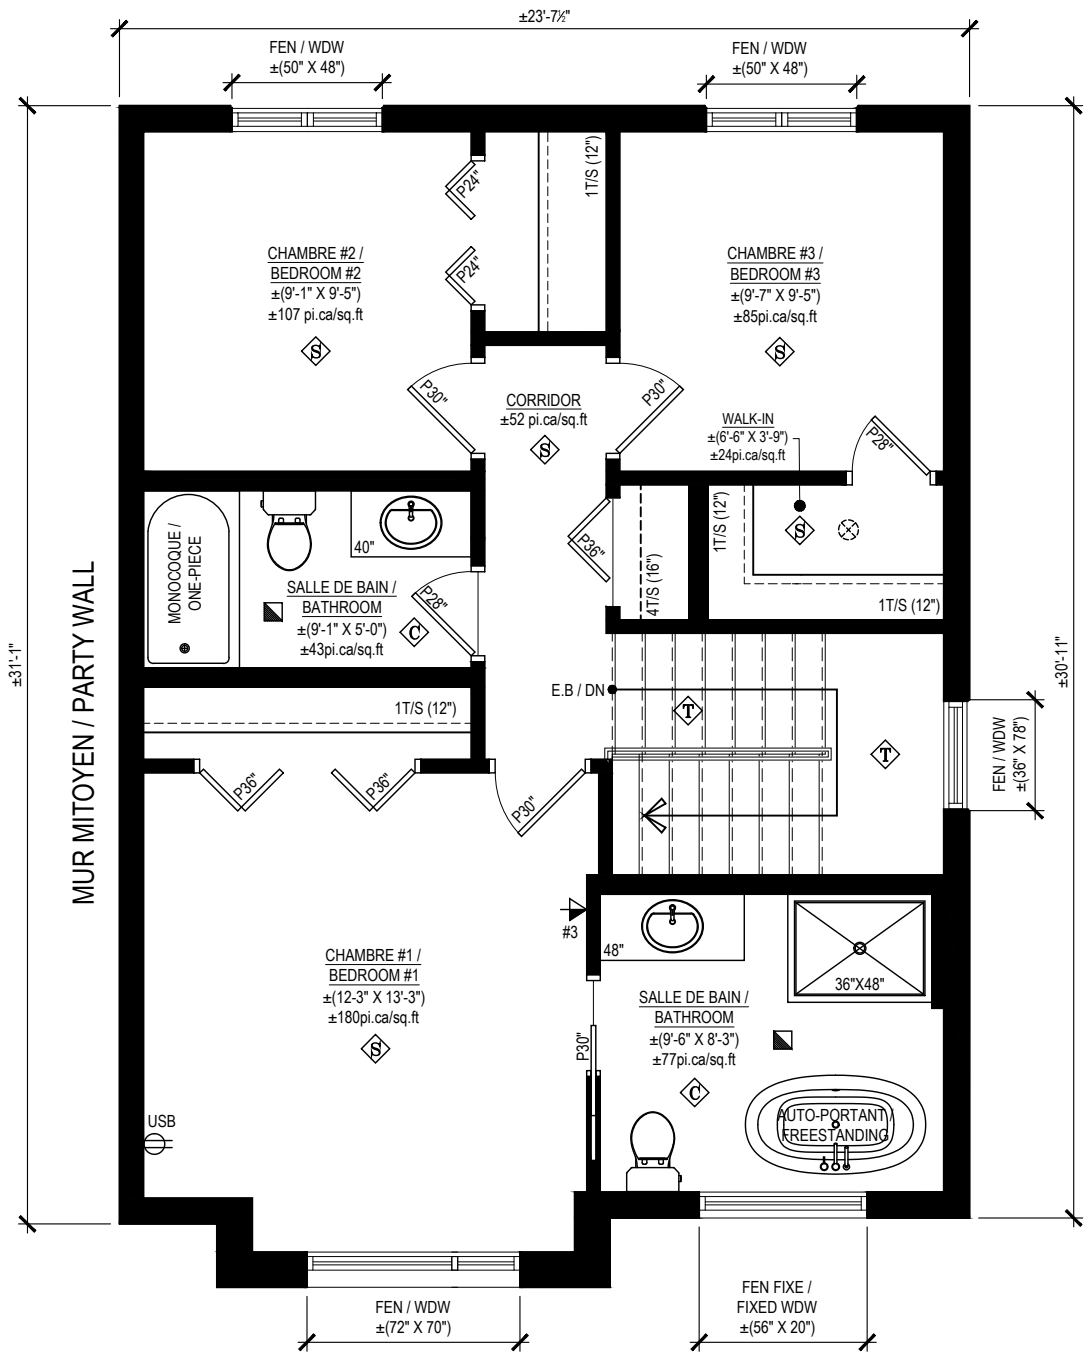 ±23'-7½"
FEN / WDW
±(50" X 48")
FEN / WDW
±(50" X 48")
1T/S (12")
P24"
P24"
CHAMBRE #2 /
BEDROOM #2
±(9'-1" X 9'-5")
±107 pi.ca/sq.ft
S
CHAMBRE #3 /
BEDROOM #3
±(9'-7" X 9'-5")
±85pi.ca/sq.ft
S
P30"
CORRIDOR
±52 pi.ca/sq.ft
S
P30"
WALK-IN
±(6'-6" X 3'-9")
±24pi.ca/sq.ft
P28"
S
1T/S (12")
1T/S (12")
P36"
4T/S (16")
MONOCOQUE /
ONE-PIECE
40"
SALLE DE BAIN /
BATHROOM
±(9'-1" X 5'-0")
±43pi.ca/sq.ft
C
P28"
MUR MITOYEN / PARTY WALL
±31'-1"
±30'-11"
E.B / DN
T
T
FEN / WDW
±(36" X 78")
1T/S (12")
P36"
P36"
P30"
#3
48"
36"X48"
CHAMBRE #1 /
BEDROOM #1
±(12-3" X 13'-3")
±180pi.ca/sq.ft
S
SALLE DE BAIN /
BATHROOM
±(9'-6" X 8'-3")
±77pi.ca/sq.ft
C
P30"
USB
AUTO-PORTANT /
FREESTANDING
FEN / WDW
±(72" X 70")
FEN FIXE /
FIXED WDW
±(56" X 20")